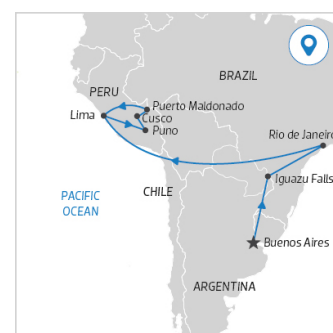 BRAZIL
PERU
Puerto Maldonado
Lima
Cusco
Puno
Rio de Janeiro
Iguazu Falls
CHILE
PACIFIC
OCEAN
Buenos Aires
ARGENTINA